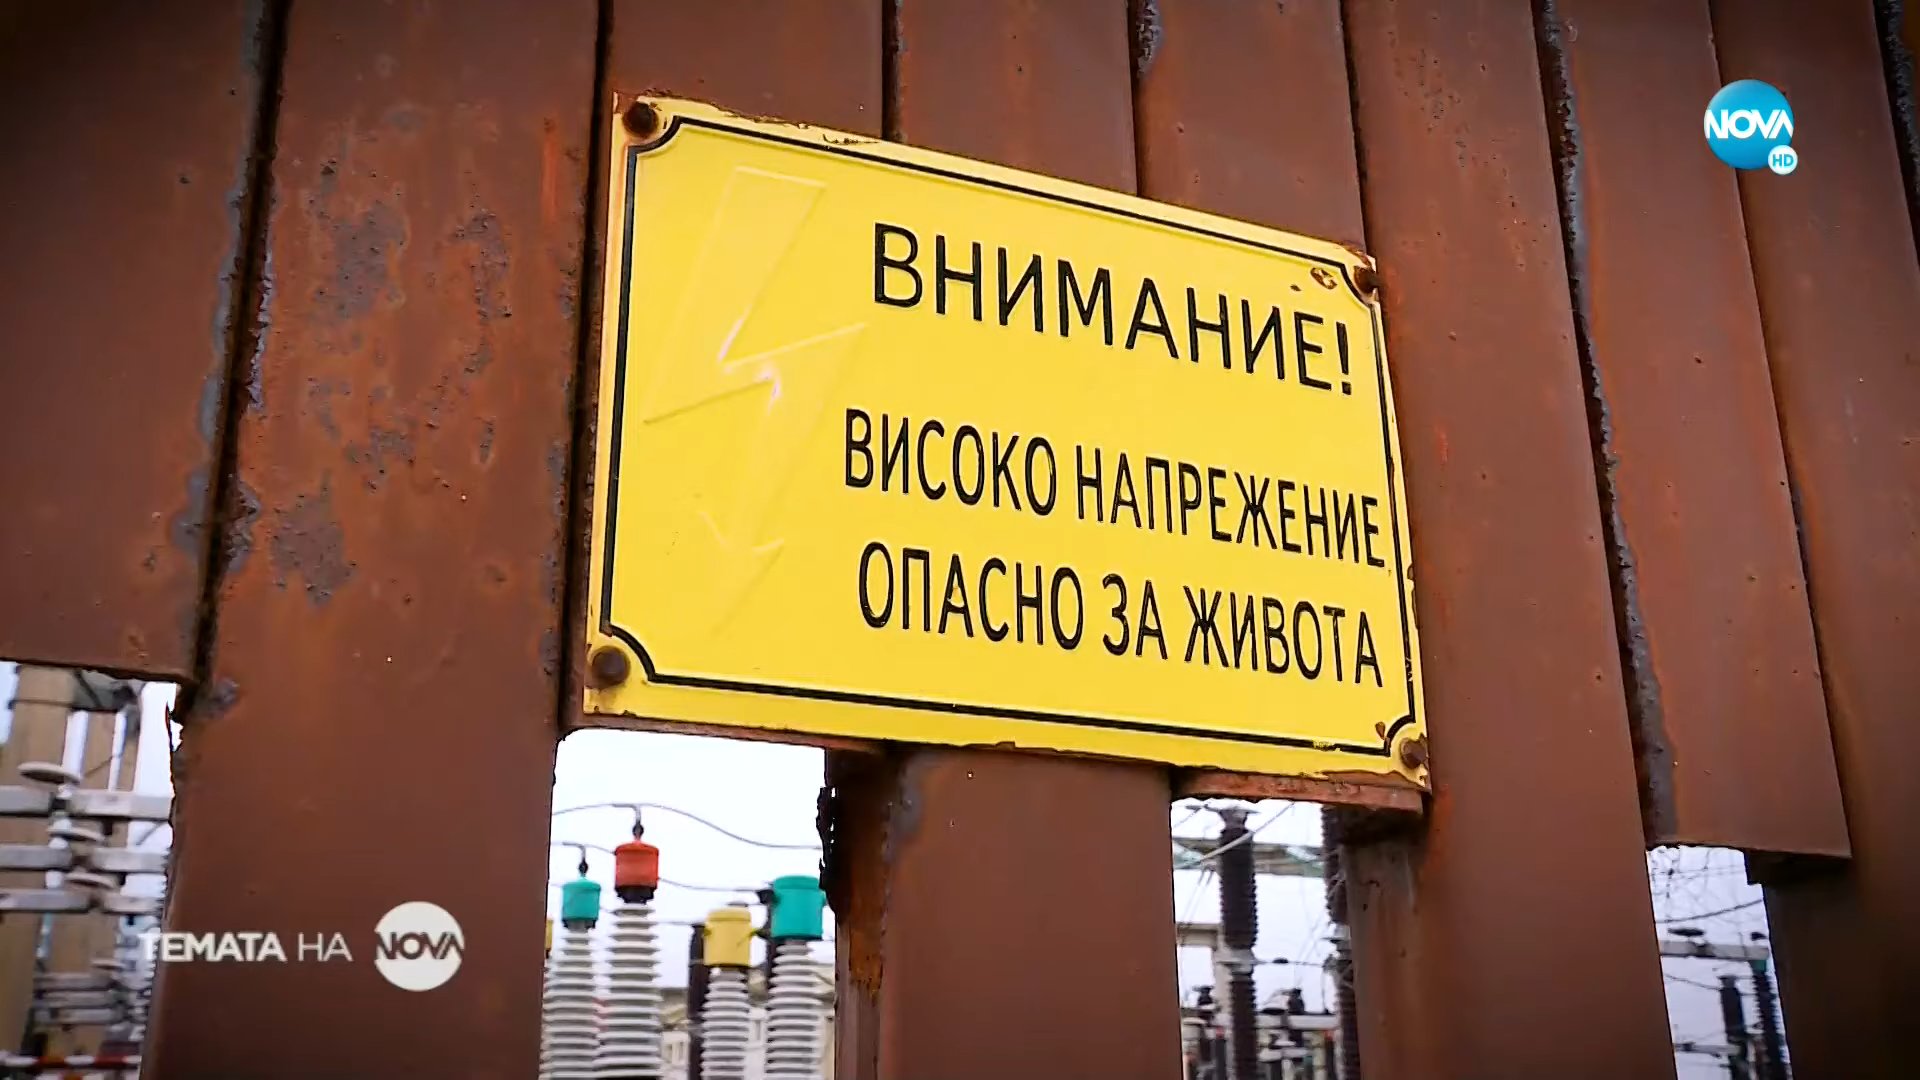 NOVA
HD
ВНИМАНИЕ!
ВИСОКО НАПРЕЖЕНИЕ
ОПАСНО ЗА ЖИВОТА
ТЕМАТА НА NOVA